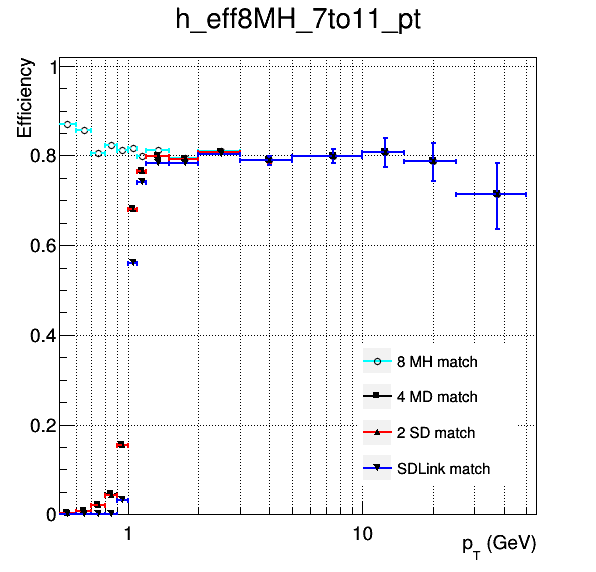 h_eff8MH_7to11_pt
Efficiency
1
0.8
0.6
0.4
0.2
0
8 MH match
4 MD match
2 SD match
SDLink match
1
10
p_T (GeV)